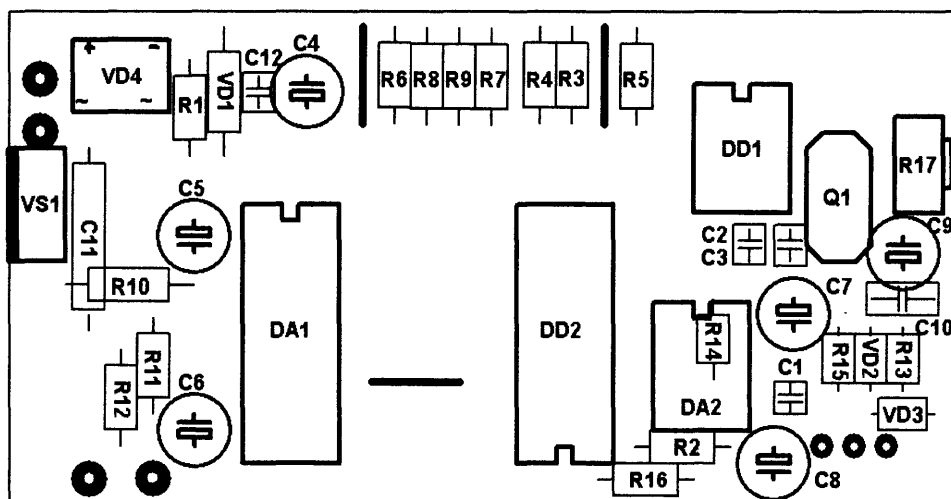 + −
VD4
~ ~
R1
VD1
C12
C4
R6
R8
R9
R7
R4
R3
R5
DD1
Q1
R17
VS1
C11
C5
R10
DA1
DD2
C2
C3
C9
C7
C10
R14
DA2
R15
VD2
R13
C1
VD3
R11
R12
C6
R2
R16
C8